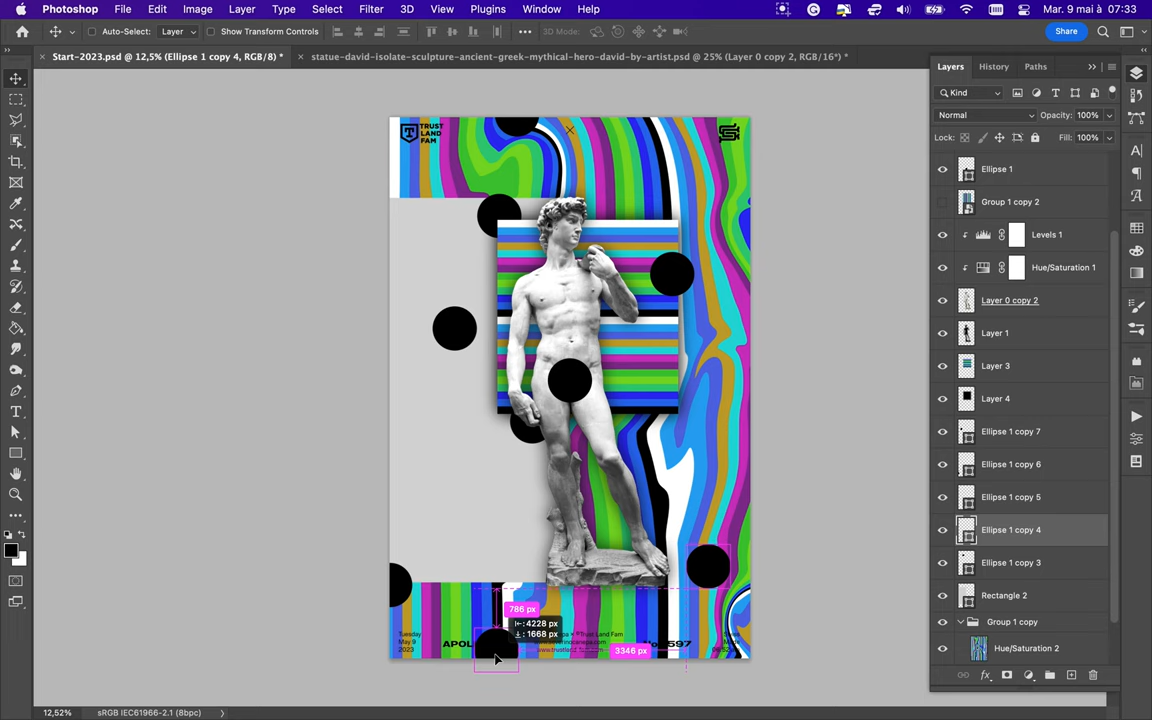 Photoshop File Edit Image Layer Type Select Filter 3D View Plugins Window Help Mar. 9 mai à 07:33
Auto-Select: Layer Show Transform Controls 3D Mode: Share
Start-2023.psd @ 12,5% (Ellipse 1 copy 4, RGB/8) *
statue-david-isolate-sculpture-ancient-greek-mythical-hero-david-by-artist.psd @ 25% (Layer 0 copy 2, RGB/16*) *
Layers History Paths
Kind
Normal Opacity: 100%
Lock: Fill: 100%
Ellipse 1
Group 1 copy 2
Levels 1
Hue/Saturation 1
Layer 0 copy 2
Layer 1
Layer 3
Layer 4
Ellipse 1 copy 7
Ellipse 1 copy 6
Ellipse 1 copy 5
Ellipse 1 copy 4
Ellipse 1 copy 3
Rectangle 2
Group 1 copy
Hue/Saturation 2
TRUST
LAND
FAM
786 px
4228 px
1668 px
3346 px
Tuesday
May 9
2023
APOL
Trust Land Fam
597
12,52% sRGB IEC61966-2.1 (8bpc)